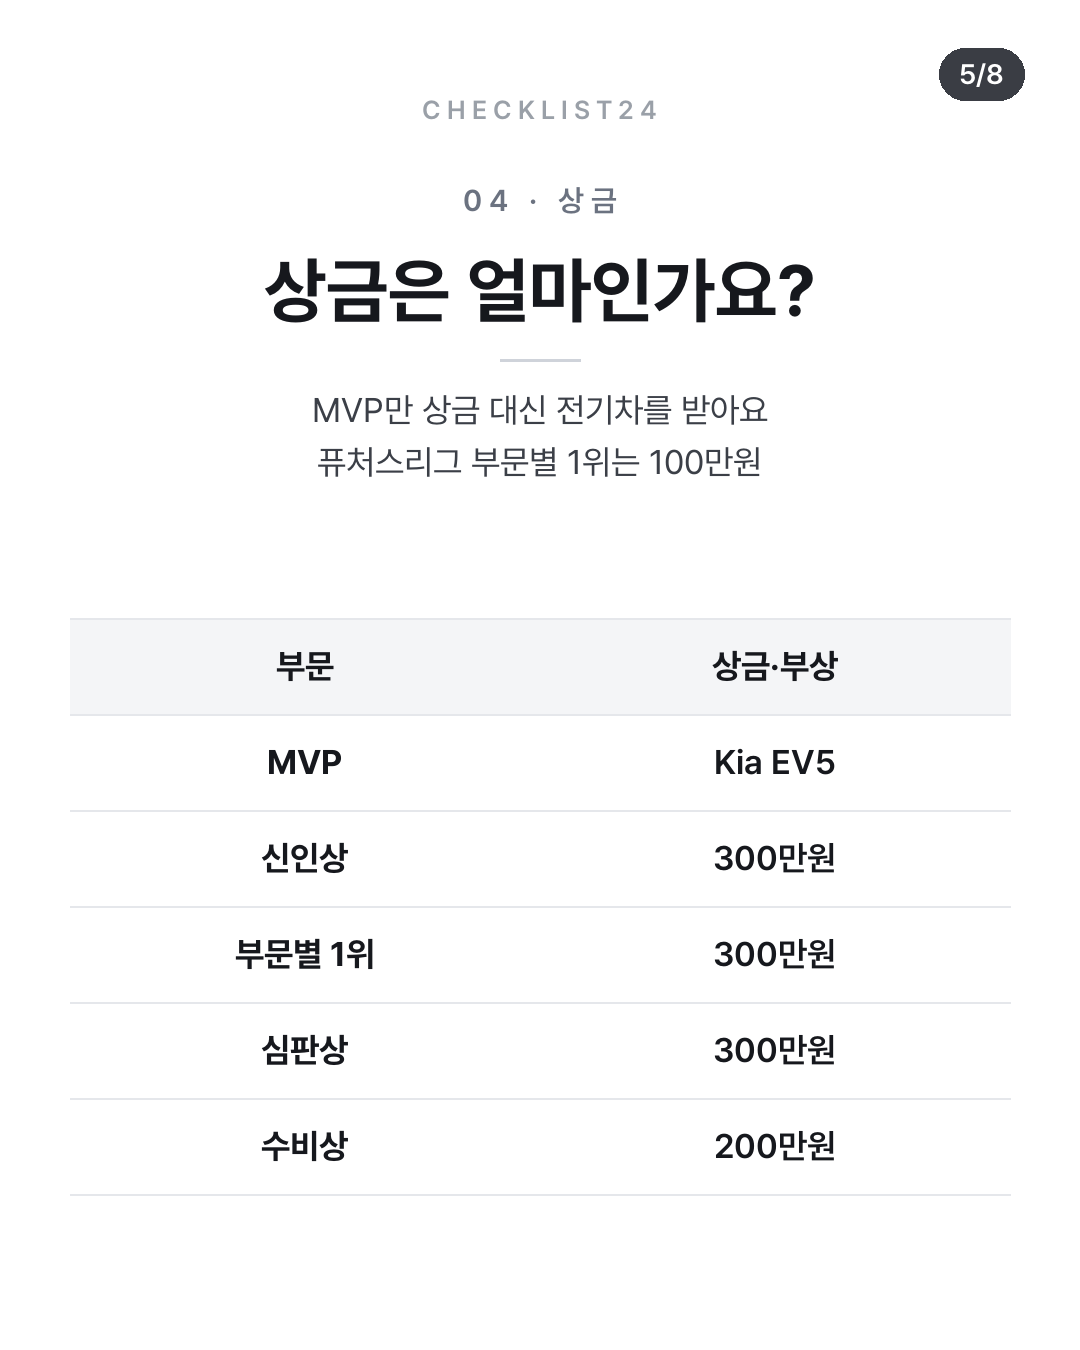 5/8
CHECKLIST24
04 · 상금
상금은 얼마인가요?
MVP만 상금 대신 전기차를 받아요
퓨처스리그 부문별 1위는 100만원
부문 상금·부상
MVP Kia EV5
신인상 300만원
부문별 1위 300만원
심판상 300만원
수비상 200만원